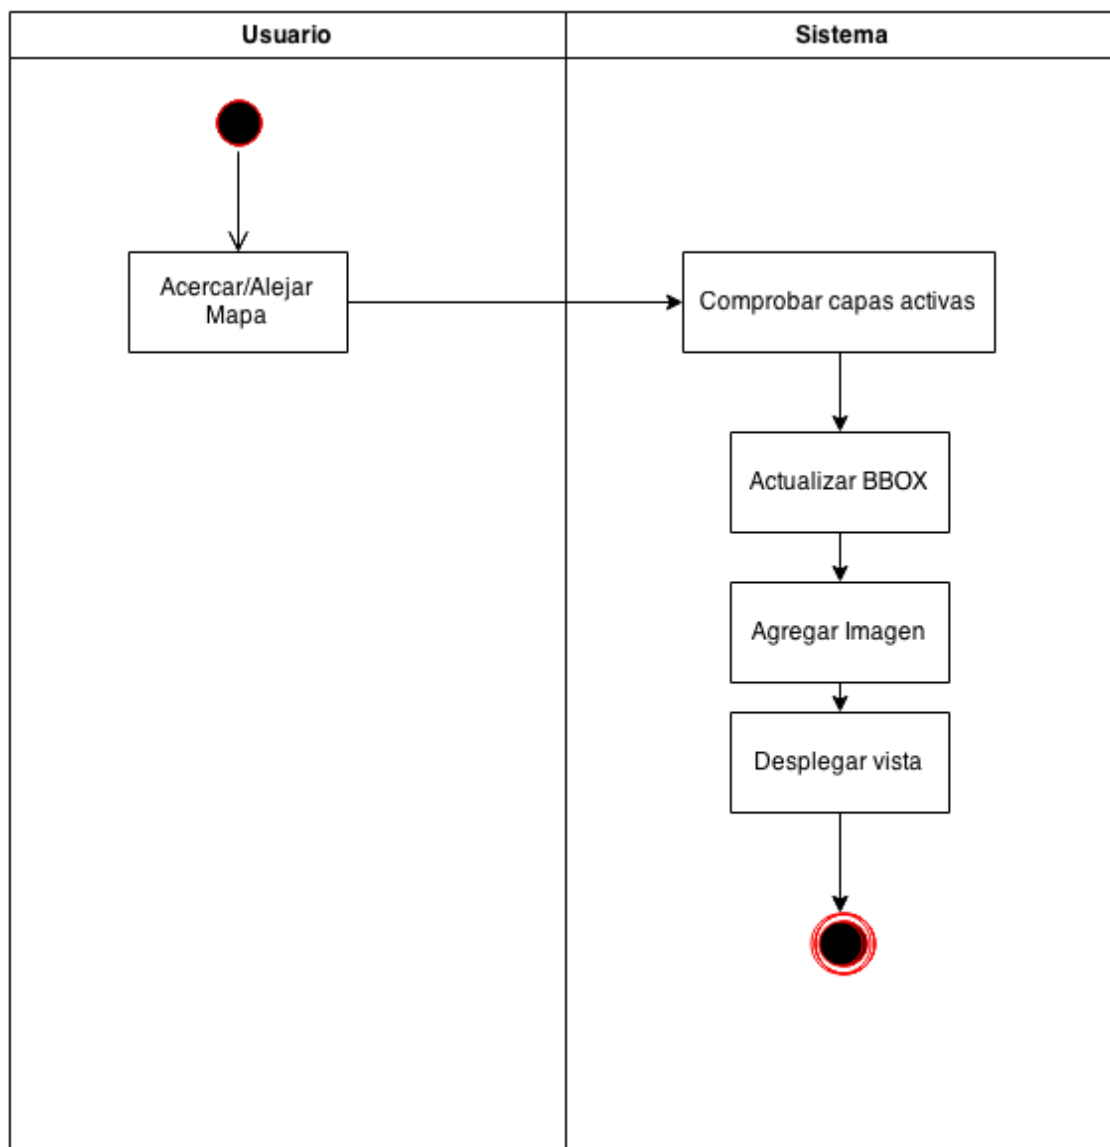 Usuario
Sistema
Acercar/Alejar
Mapa
Comprobar capas activas
Actualizar BBOX
Agregar Imagen
Desplegar vista